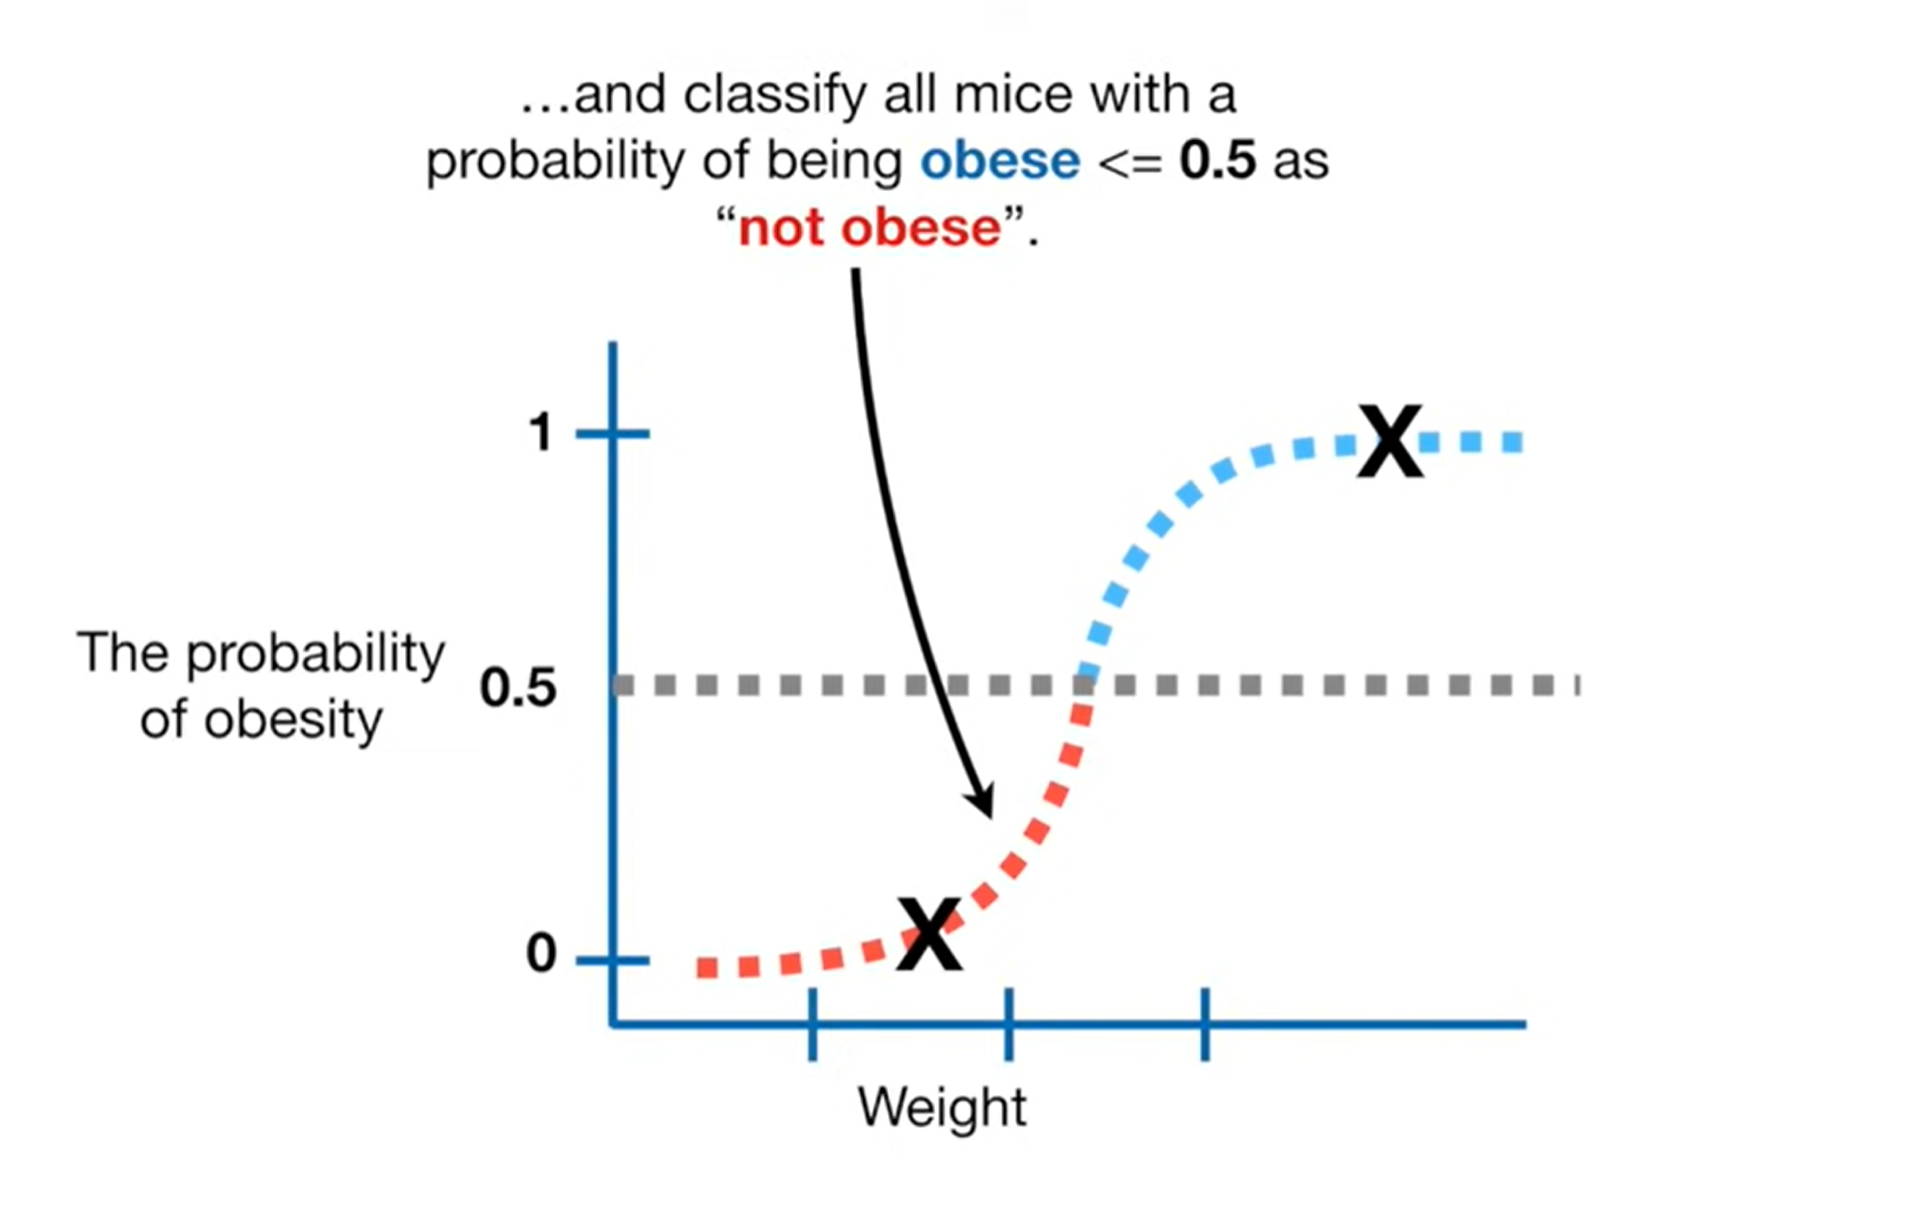 ...and classify all mice with a
probability of being obese <= 0.5 as
“not obese”.
1
X
The probability
of obesity
0.5
X
0
Weight